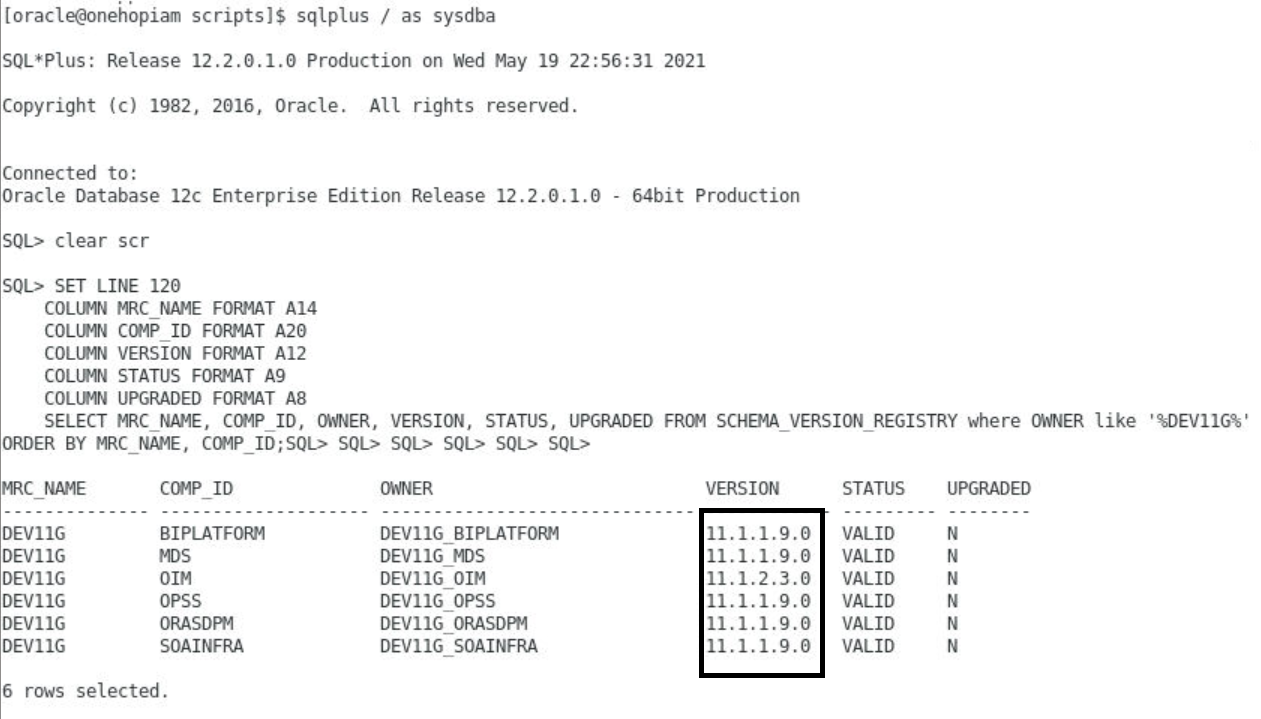 [oracle@onehopiam scripts]$ sqlplus / as sysdba
SQL*Plus: Release 12.2.0.1.0 Production on Wed May 19 22:56:31 2021
Copyright (c) 1982, 2016, Oracle.  All rights reserved.
Connected to:
Oracle Database 12c Enterprise Edition Release 12.2.0.1.0 - 64bit Production
SQL> clear scr
SQL> SET LINE 120
    COLUMN MRC_NAME FORMAT A14
    COLUMN COMP_ID FORMAT A20
    COLUMN VERSION FORMAT A12
    COLUMN STATUS FORMAT A9
    COLUMN UPGRADED FORMAT A8
    SELECT MRC_NAME, COMP_ID, OWNER, VERSION, STATUS, UPGRADED FROM SCHEMA_VERSION_REGISTRY where OWNER like '%DEV11G%'
ORDER BY MRC_NAME, COMP_ID;SQL> SQL> SQL> SQL> SQL> SQL>
MRC_NAME       COMP_ID              OWNER                          VERSION      STATUS    UPGRADED
-------------- -------------------- ------------------------------ ------------ --------- --------
DEV11G         BIPLATFORM           DEV11G_BIPLATFORM              11.1.1.9.0   VALID     N
DEV11G         MDS                  DEV11G_MDS                     11.1.1.9.0   VALID     N
DEV11G         OIM                  DEV11G_OIM                     11.1.2.3.0   VALID     N
DEV11G         OPSS                 DEV11G_OPSS                    11.1.1.9.0   VALID     N
DEV11G         ORASDPM              DEV11G_ORASDPM                 11.1.1.9.0   VALID     N
DEV11G         SOAINFRA             DEV11G_SOAINFRA                11.1.1.9.0   VALID     N
6 rows selected.